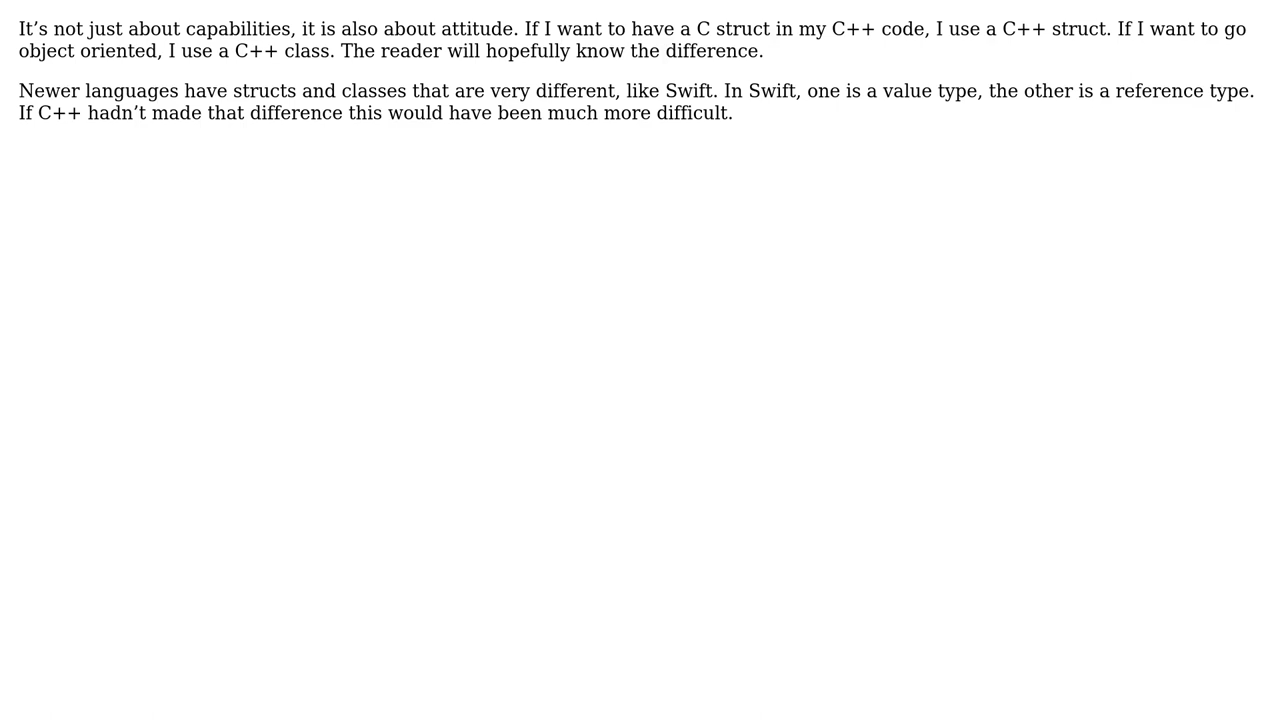 It’s not just about capabilities, it is also about attitude. If I want to have a C struct in my C++ code, I use a C++ struct. If I want to go
object oriented, I use a C++ class. The reader will hopefully know the difference.
Newer languages have structs and classes that are very different, like Swift. In Swift, one is a value type, the other is a reference type.
If C++ hadn’t made that difference this would have been much more difficult.